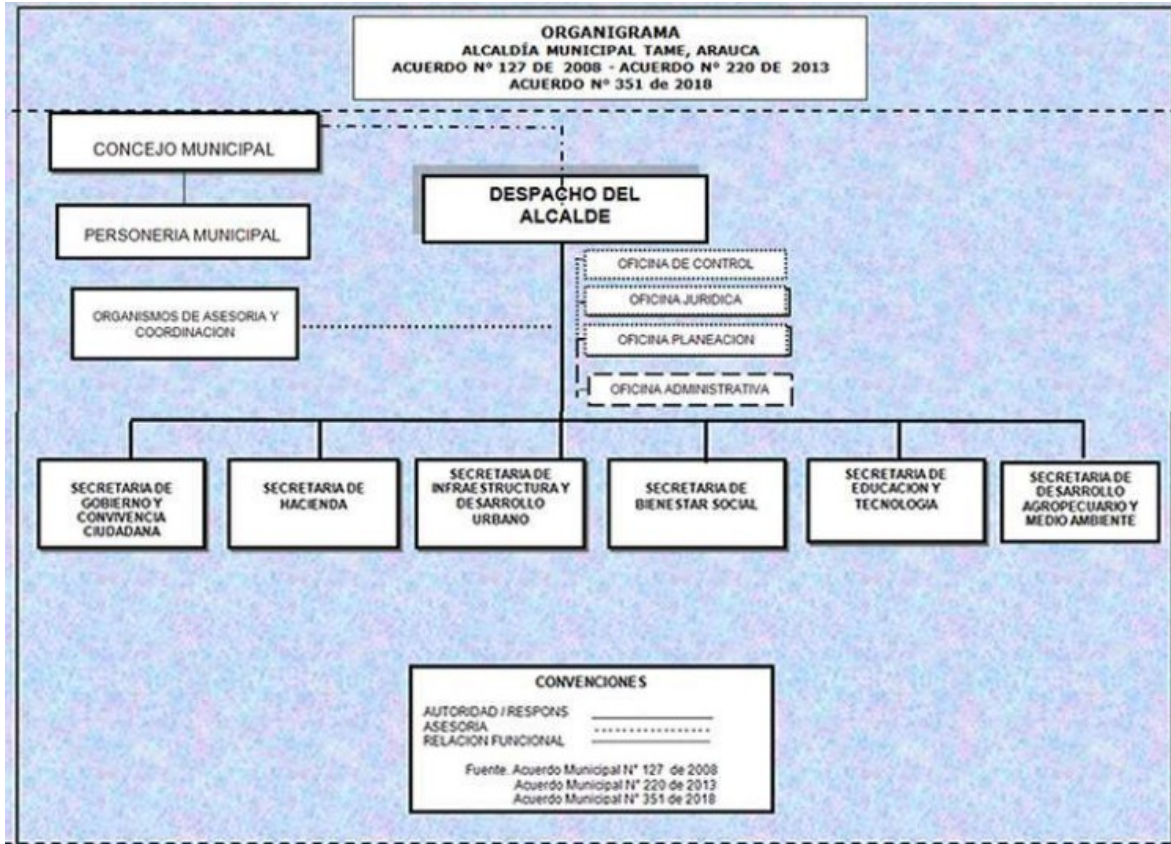 ORGANIGRAMA
ALCALDÍA MUNICIPAL TAME, ARAUCA
ACUERDO N° 127 DE 2008 - ACUERDO N° 220 DE 2013
ACUERDO N° 351 de 2018
CONCEJO MUNICIPAL
PERSONERIA MUNICIPAL
ORGANISMOS DE ASESORIA Y
COORDINACION
DESPACHO DEL
ALCALDE
OFICINA DE CONTROL
OFICINA JURIDICA
OFICINA PLANEACION
OFICINA ADMINISTRATIVA
SECRETARIA DE
GOBIERNO Y
CONVIVENCIA
CIUDADANA
SECRETARIA DE
HACIENDA
SECRETARIA DE
INFRAESTRUCTURA Y
DESARROLLO
URBANO
SECRETARIA DE
BIENESTAR SOCIAL
SECRETARIA DE
EDUCACION Y
TECNOLOGIA
SECRETARIA DE
DESARROLLO
AGROPECUARIO Y
MEDIO AMBIENTE
CONVENCIONES
AUTORIDAD / RESPONS
ASESORIA
RELACION FUNCIONAL
Fuente. Acuerdo Municipal N° 127 de 2008
Acuerdo Municipal N° 220 de 2013
Acuerdo Municipal N° 351 de 2018